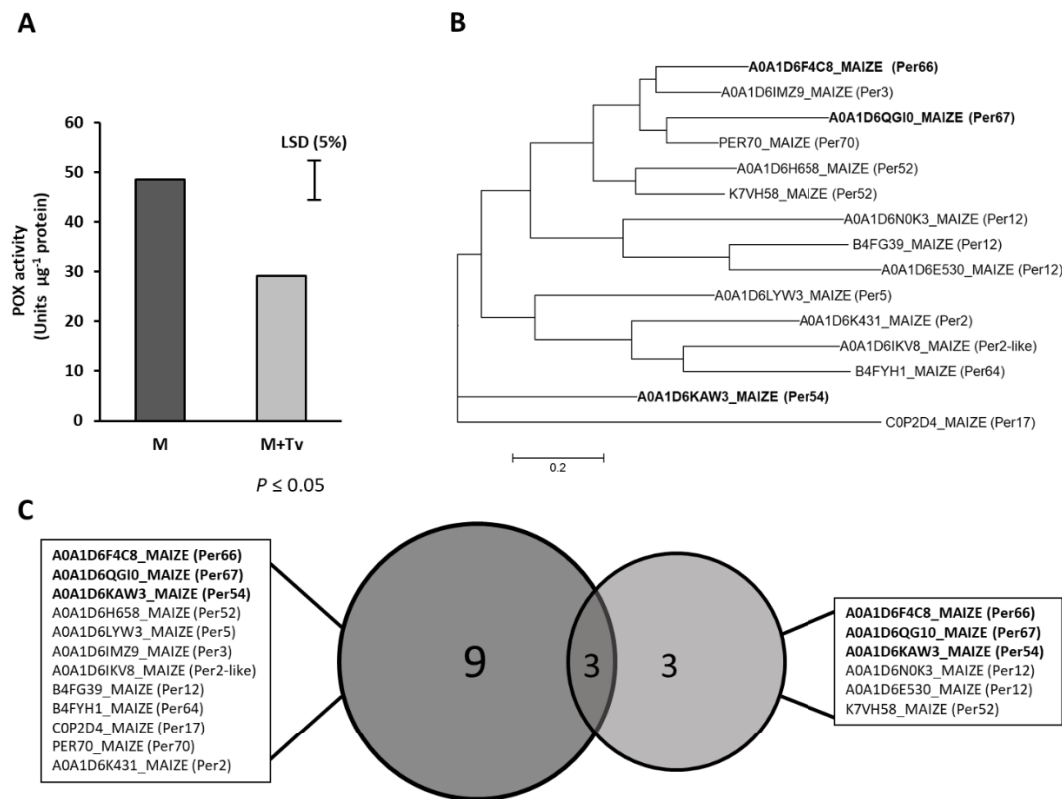 A
B
60
50
40
30
20
10
0
POX activity
(Units µg⁻¹ protein)
LSD (5%)
M
M+Tv
P ≤ 0.05
A0A1D6F4C8_MAIZE (Per66)
A0A1D6IMZ9_MAIZE (Per3)
A0A1D6QGI0_MAIZE (Per67)
PER70_MAIZE (Per70)
A0A1D6H658_MAIZE (Per52)
K7VH58_MAIZE (Per52)
A0A1D6N0K3_MAIZE (Per12)
B4FG39_MAIZE (Per12)
A0A1D6E530_MAIZE (Per12)
A0A1D6LYW3_MAIZE (Per5)
A0A1D6K431_MAIZE (Per2)
A0A1D6IKV8_MAIZE (Per2-like)
B4FYH1_MAIZE (Per64)
A0A1D6KAW3_MAIZE (Per54)
C0P2D4_MAIZE (Per17)
0.2
C
A0A1D6F4C8_MAIZE (Per66)
A0A1D6QGI0_MAIZE (Per67)
A0A1D6KAW3_MAIZE (Per54)
A0A1D6H658_MAIZE (Per52)
A0A1D6LYW3_MAIZE (Per5)
A0A1D6IMZ9_MAIZE (Per3)
A0A1D6IKV8_MAIZE (Per2-like)
B4FG39_MAIZE (Per12)
B4FYH1_MAIZE (Per64)
C0P2D4_MAIZE (Per17)
PER70_MAIZE (Per70)
A0A1D6K431_MAIZE (Per2)
9
3
3
A0A1D6F4C8_MAIZE (Per66)
A0A1D6QG10_MAIZE (Per67)
A0A1D6KAW3_MAIZE (Per54)
A0A1D6N0K3_MAIZE (Per12)
A0A1D6E530_MAIZE (Per12)
K7VH58_MAIZE (Per52)